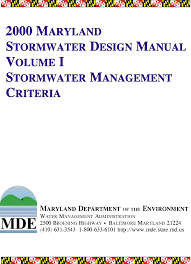 2000 MARYLAND
STORMWATER DESIGN MANUAL
VOLUME I
STORMWATER MANAGEMENT
CRITERIA
MDE
MARYLAND DEPARTMENT OF THE ENVIRONMENT
WATER MANAGEMENT ADMINISTRATION
2500 BROENING HIGHWAY • BALTIMORE MARYLAND 21224
(410) 631-3543 1-800-633-6101 http://www.mde.state.md.us